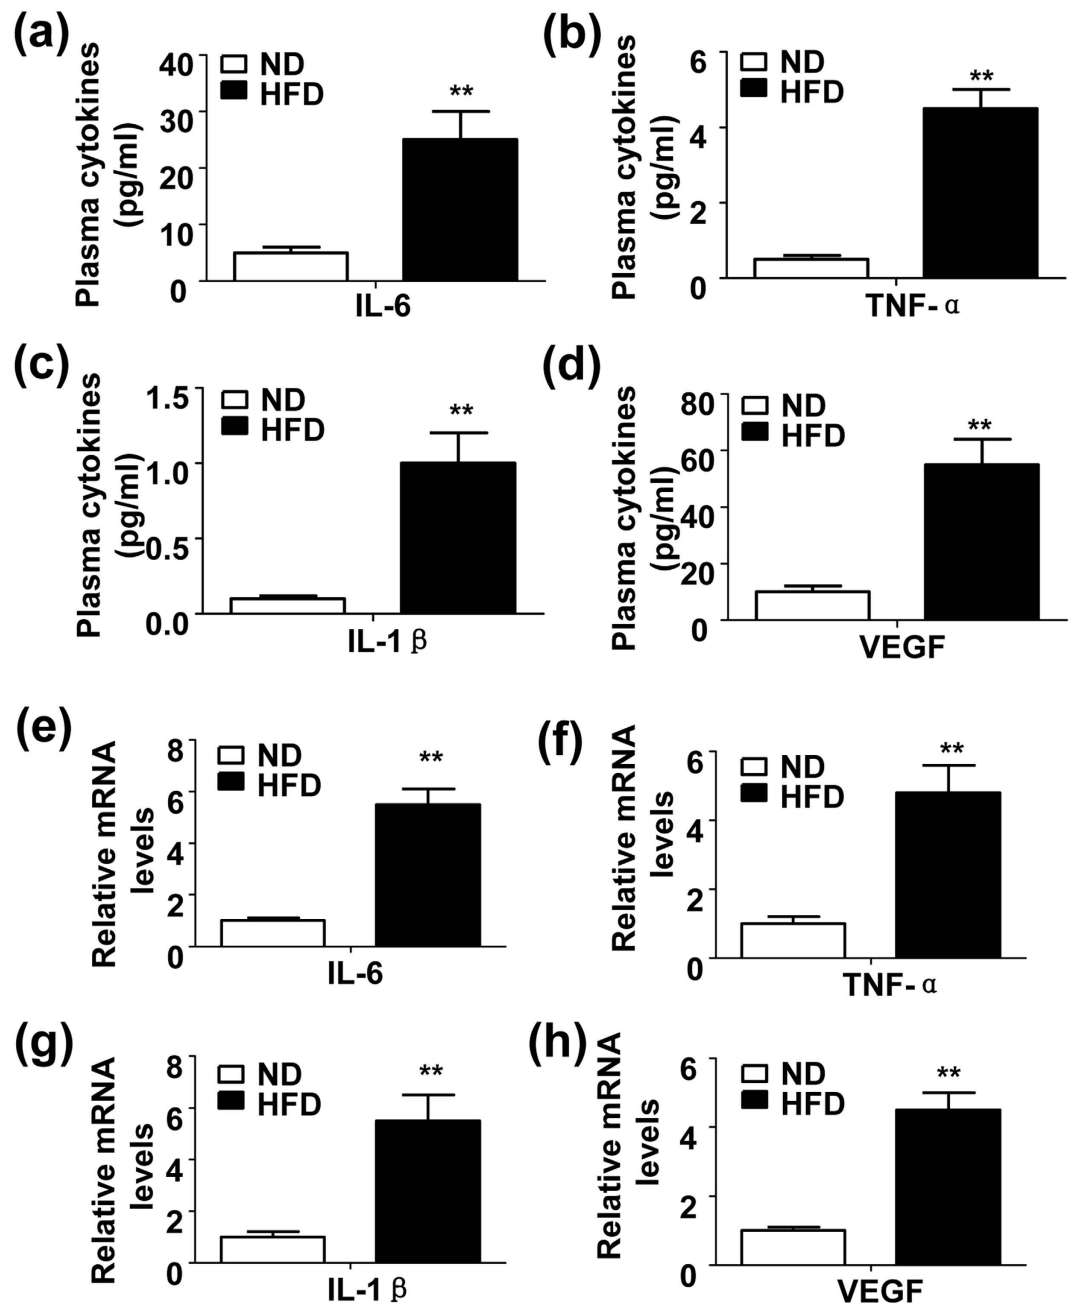 (a)
Plasma cytokines
(pg/ml)
40
30
20
10
0
ND
HFD
**
IL-6
(b)
Plasma cytokines
(pg/ml)
6
4
2
0
ND
HFD
**
TNF-α
(c)
Plasma cytokines
(pg/ml)
1.5
1.0
0.5
0.0
ND
HFD
**
IL-1β
(d)
Plasma cytokines
(pg/ml)
80
60
40
20
0
ND
HFD
**
VEGF
(e)
Relative mRNA
levels
8
6
4
2
0
ND
HFD
**
IL-6
(f)
Relative mRNA
levels
6
4
2
0
ND
HFD
**
TNF-α
(g)
Relative mRNA
levels
8
6
4
2
0
ND
HFD
**
IL-1β
(h)
Relative mRNA
levels
6
4
2
0
ND
HFD
**
VEGF